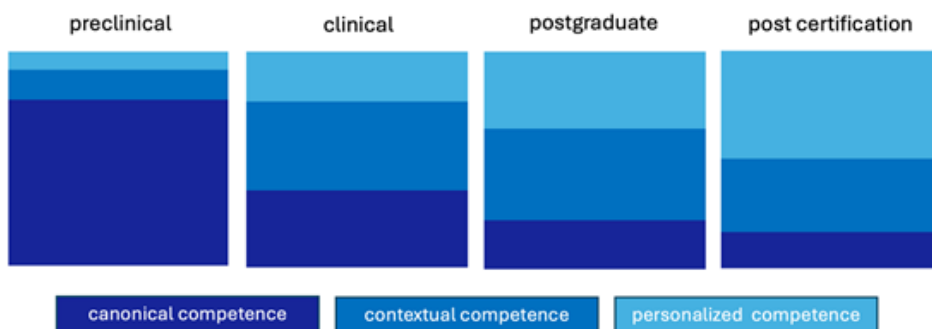 preclinical
clinical
postgraduate
post certification
canonical competence
contextual competence
personalized competence